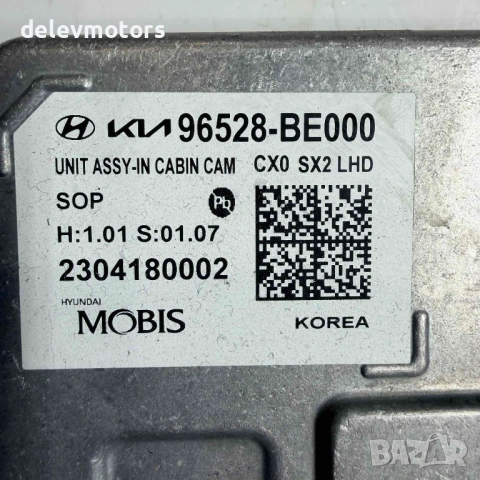 delevmotors
KIA 96528-BE000
UNIT ASSY-IN CABIN CAM CX0 SX2 LHD
SOP Pb
H:1.01 S:01.07
2304180002
HYUNDAI
MOBIS KOREA
BAZAR